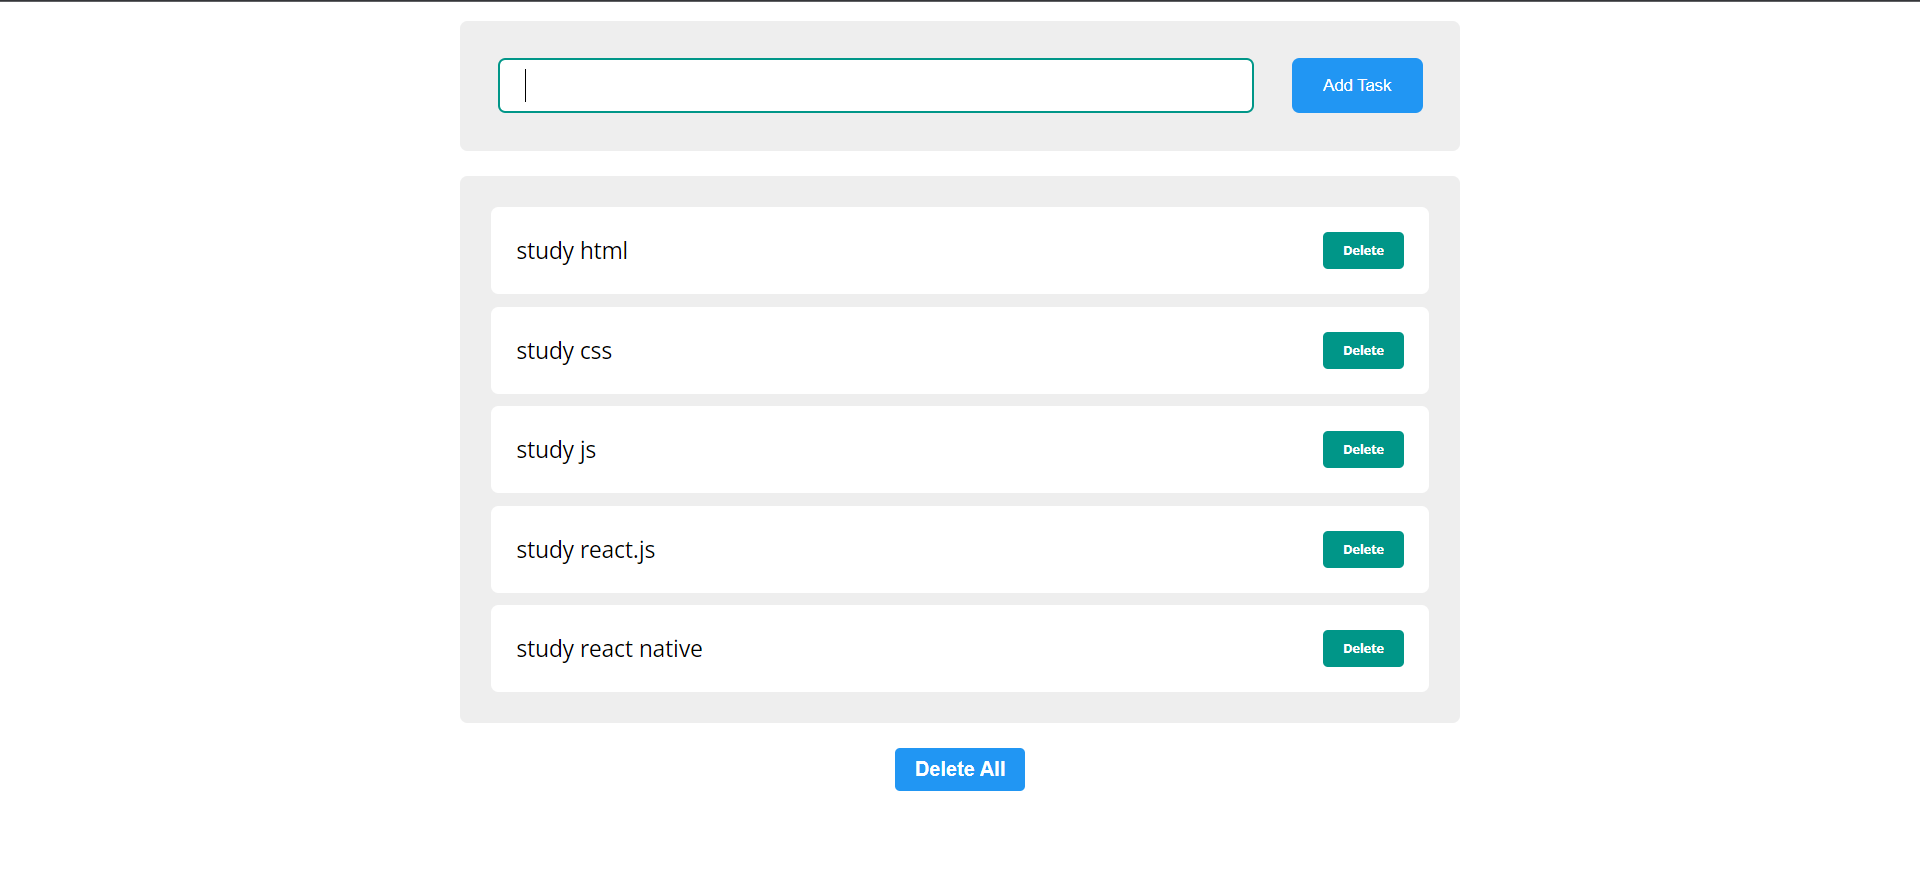 Add Task
study html Delete
study css Delete
study js Delete
study react.js Delete
study react native Delete
Delete All